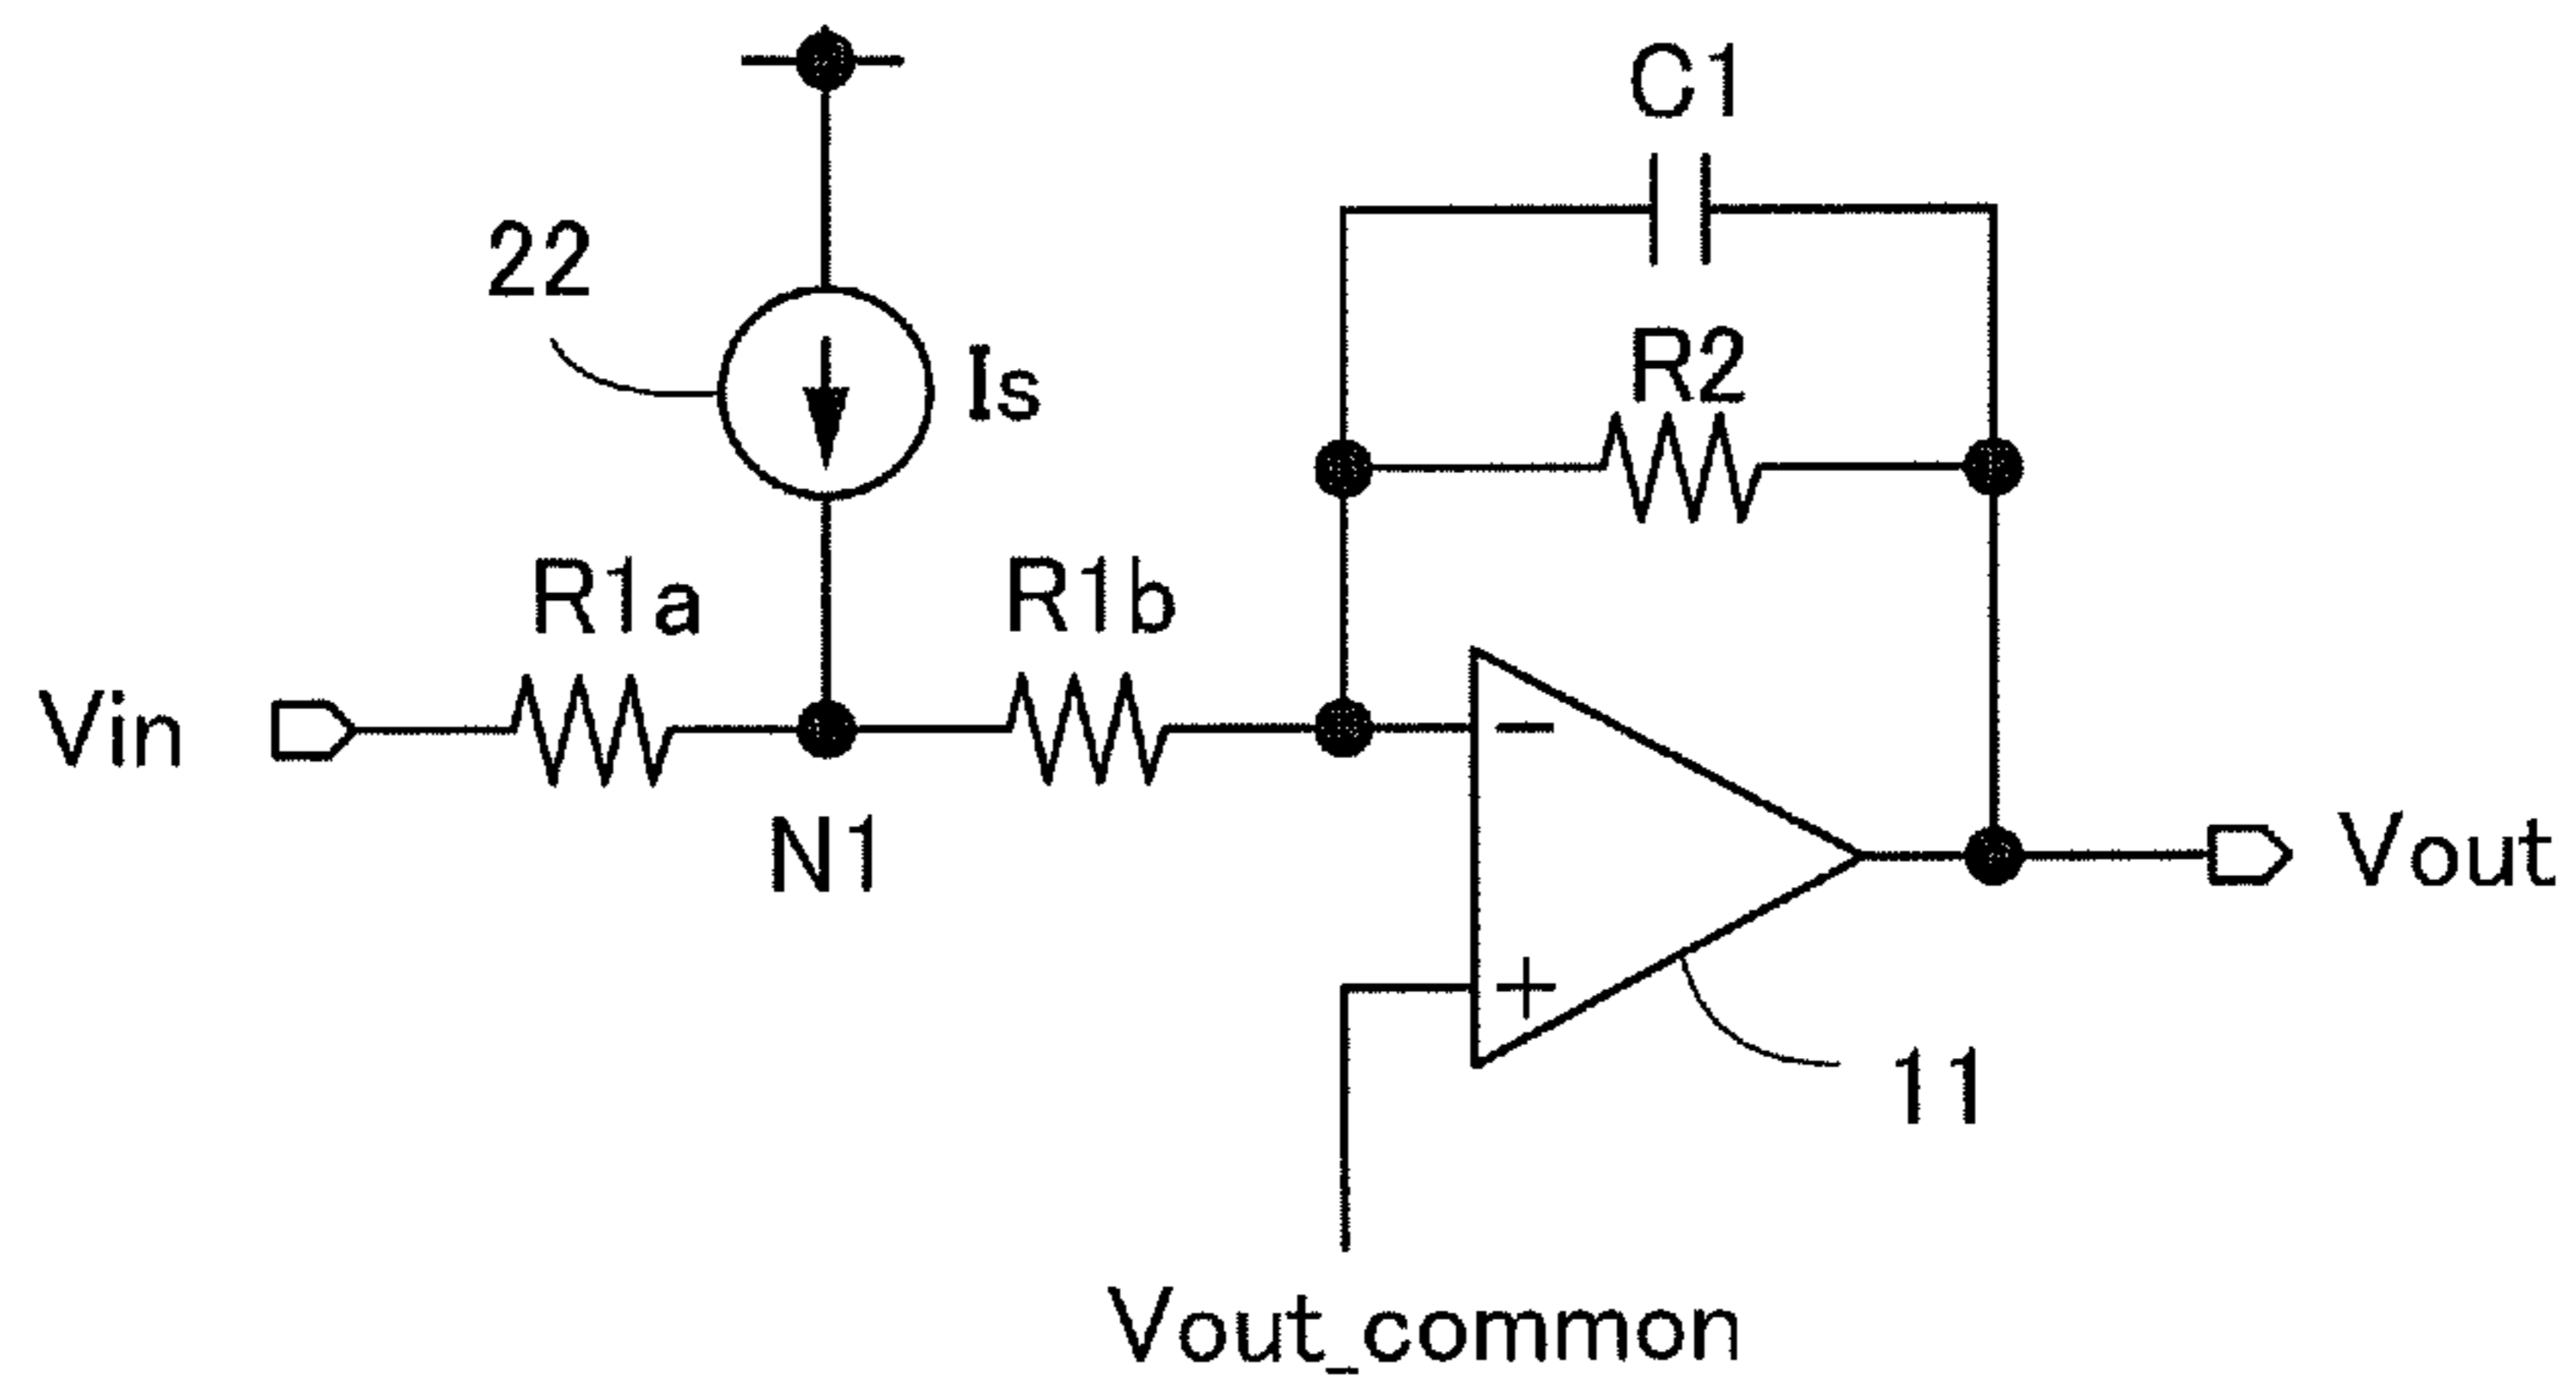 C1
22
Is
R2
R1a
R1b
Vin
N1
−
+
Vout
11
Vout_common